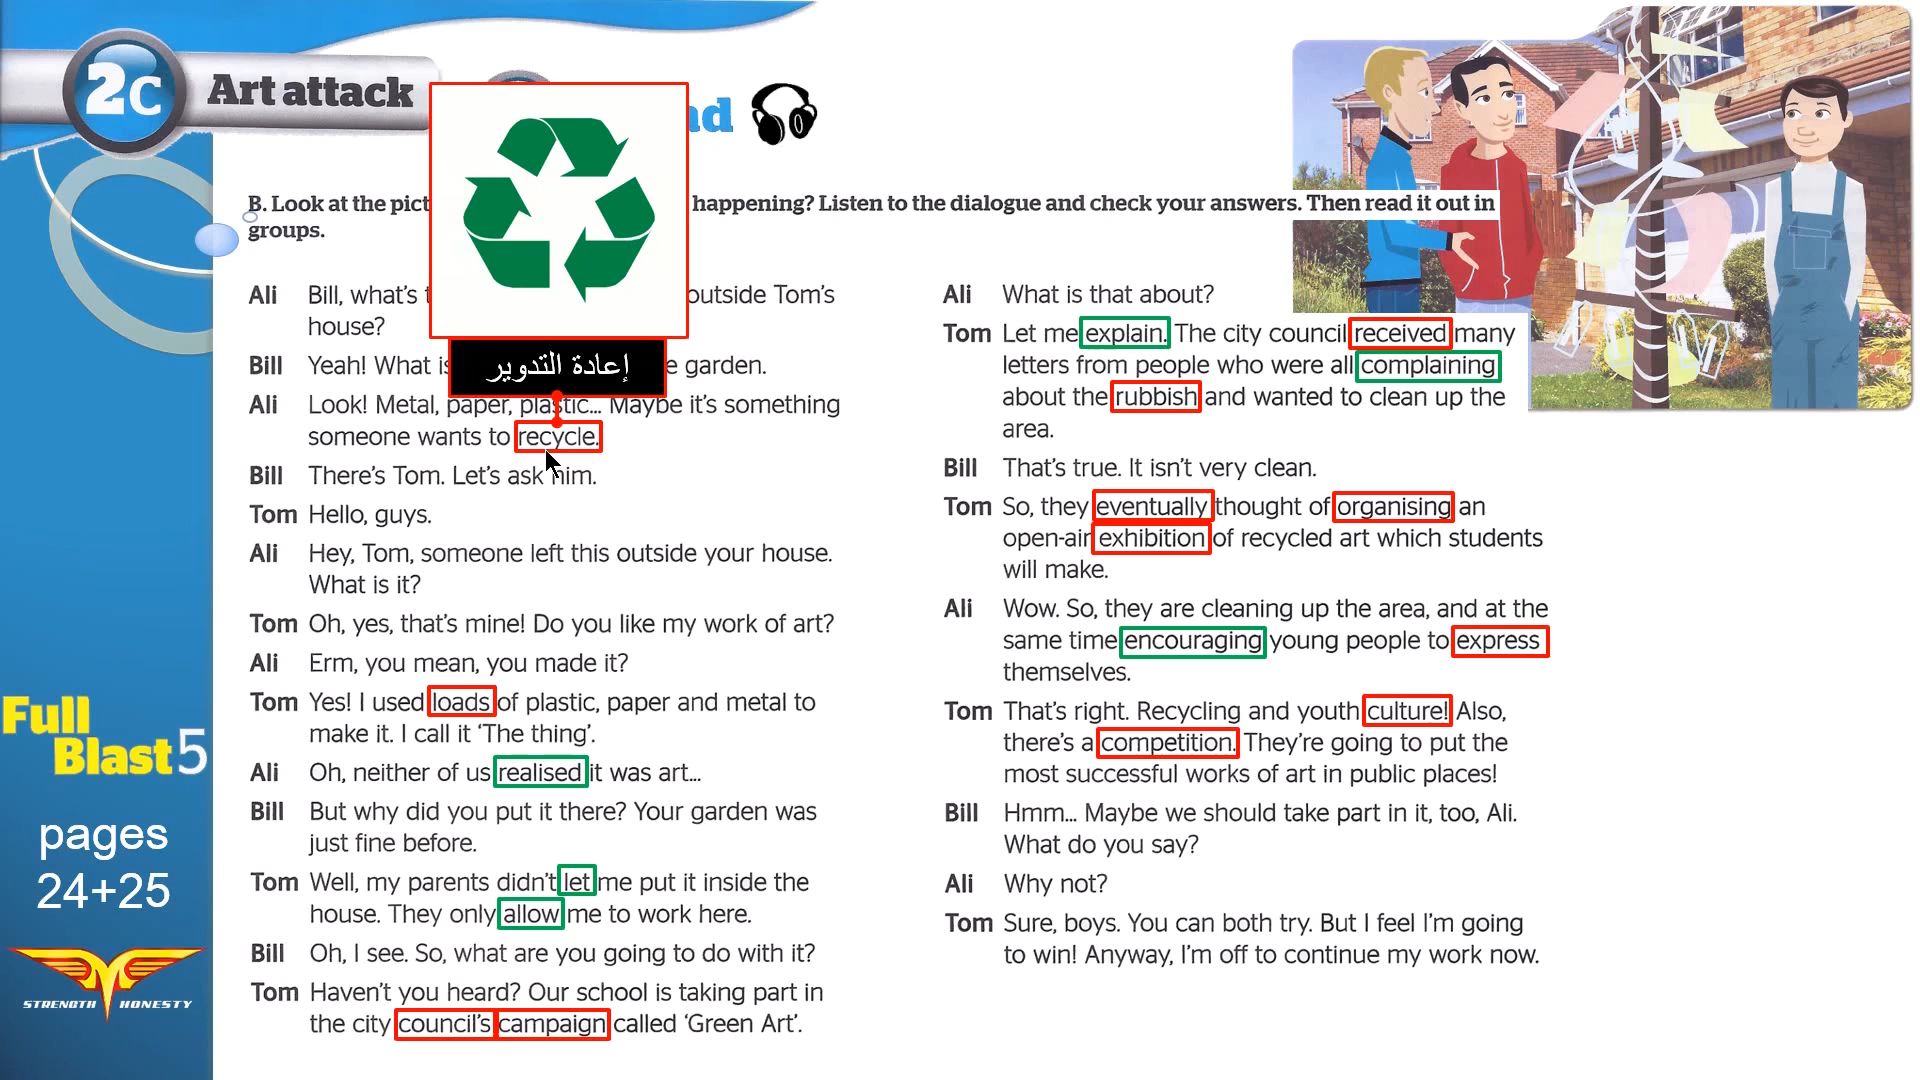 2c Art attack
nd
B. Look at the pict happening? Listen to the dialogue and check your answers. Then read it out in
groups.
Ali Bill, what's outside Tom's
house?
إعادة التدوير
Bill Yeah! What is e garden.
Ali Look! Metal, paper, plastic... Maybe it's something
someone wants to recycle.
Bill There's Tom. Let's ask him.
Tom Hello, guys.
Ali Hey, Tom, someone left this outside your house.
What is it?
Tom Oh, yes, that's mine! Do you like my work of art?
Ali Erm, you mean, you made it?
Tom Yes! I used loads of plastic, paper and metal to
make it. I call it 'The thing'.
Ali Oh, neither of us realised it was art...
Bill But why did you put it there? Your garden was
just fine before.
Tom Well, my parents didn't let me put it inside the
house. They only allow me to work here.
Bill Oh, I see. So, what are you going to do with it?
Tom Haven't you heard? Our school is taking part in
the city council's campaign called 'Green Art'.
Ali What is that about?
Tom Let me explain. The city council received many
letters from people who were all complaining
about the rubbish and wanted to clean up the
area.
Bill That's true. It isn't very clean.
Tom So, they eventually thought of organising an
open-air exhibition of recycled art which students
will make.
Ali Wow. So, they are cleaning up the area, and at the
same time encouraging young people to express
themselves.
Tom That's right. Recycling and youth culture! Also,
there's a competition. They're going to put the
most successful works of art in public places!
Bill Hmm... Maybe we should take part in it, too, Ali.
What do you say?
Ali Why not?
Tom Sure, boys. You can both try. But I feel I'm going
to win! Anyway, I'm off to continue my work now.
Full
Blast 5
pages
24+25
STRENGTH HONESTY